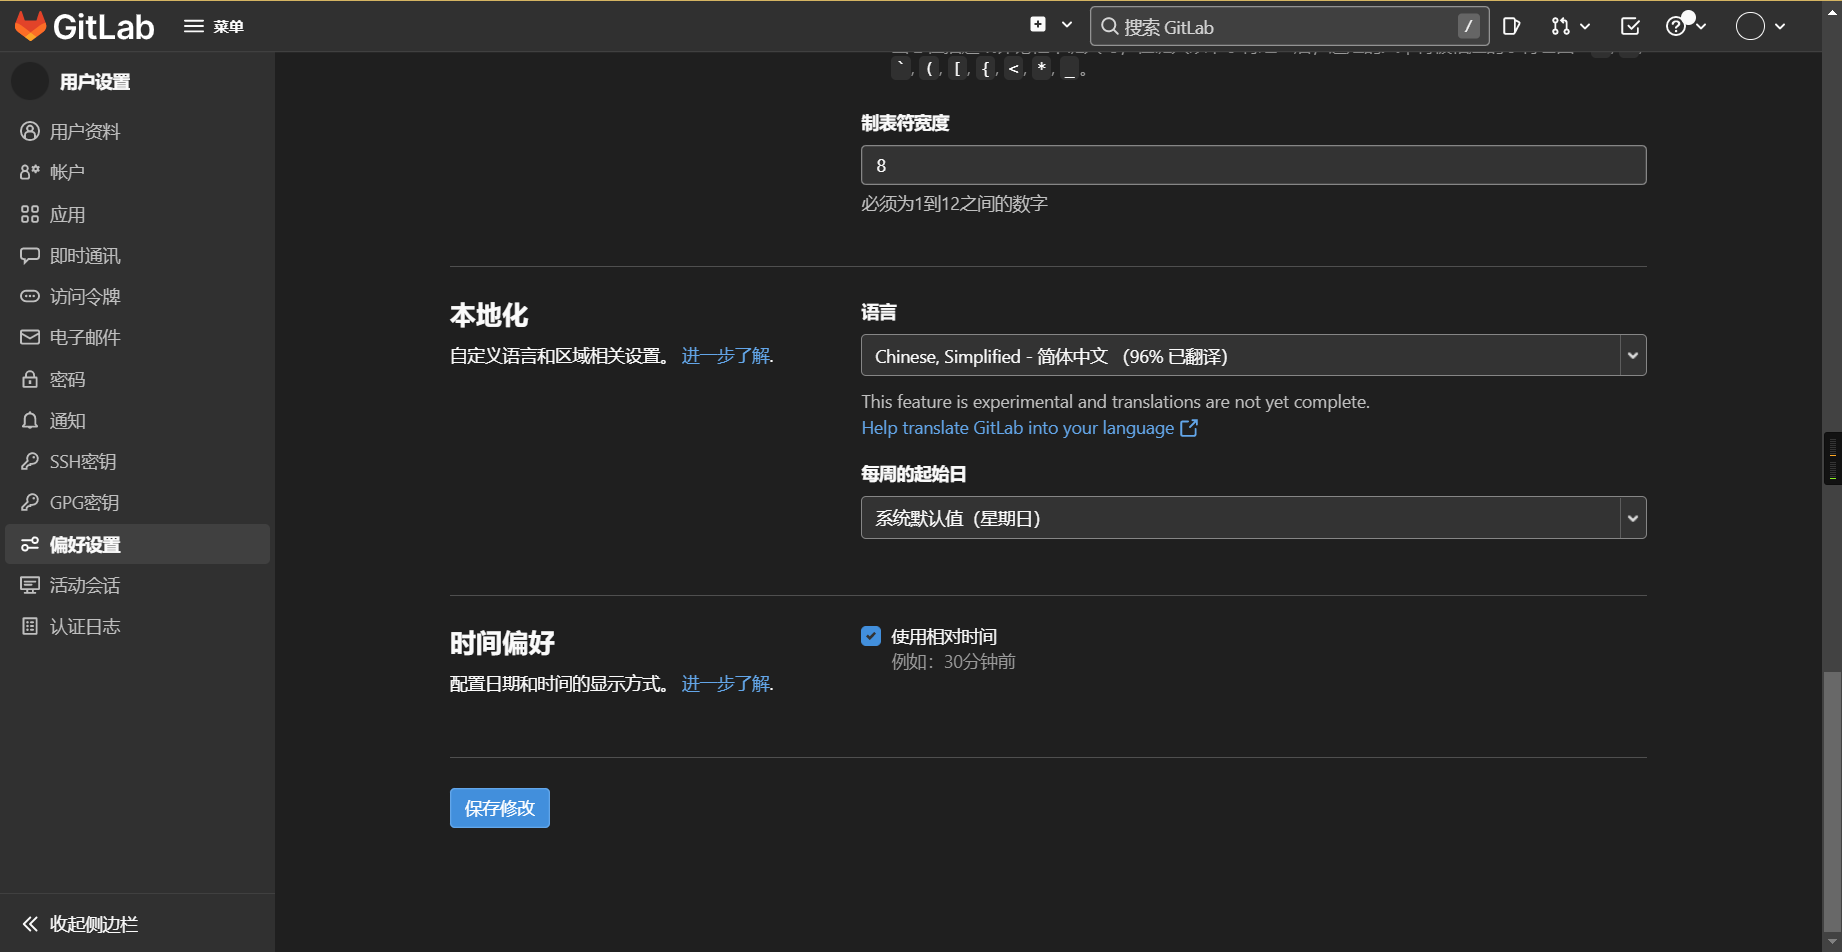 GitLab
菜单
搜索 GitLab
/
用户设置
用户资料
帐户
应用
即时通讯
访问令牌
电子邮件
密码
通知
SSH密钥
GPG密钥
偏好设置
活动会话
认证日志
收起侧边栏
`, (, [, {, <, *, _。
制表符宽度
8
必须为1到12之间的数字
本地化
自定义语言和区域相关设置。 进一步了解.
语言
Chinese, Simplified - 简体中文 （96% 已翻译）
This feature is experimental and translations are not yet complete.
Help translate GitLab into your language
每周的起始日
系统默认值（星期日）
时间偏好
配置日期和时间的显示方式。 进一步了解.
使用相对时间
例如：30分钟前
保存修改